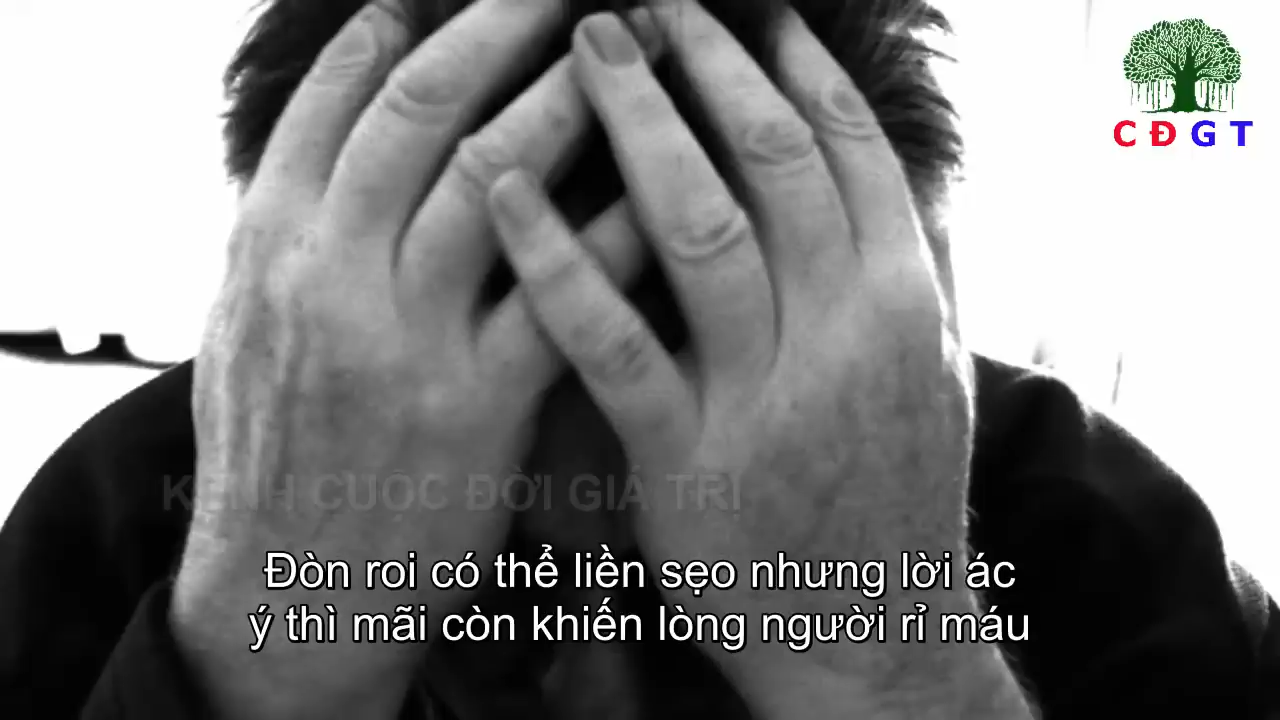 C Đ G T
KÊNH CUỘC ĐỜI GIÁ TRỊ
Đòn roi có thể liền sẹo nhưng lời ác
ý thì mãi còn khiến lòng người rỉ máu